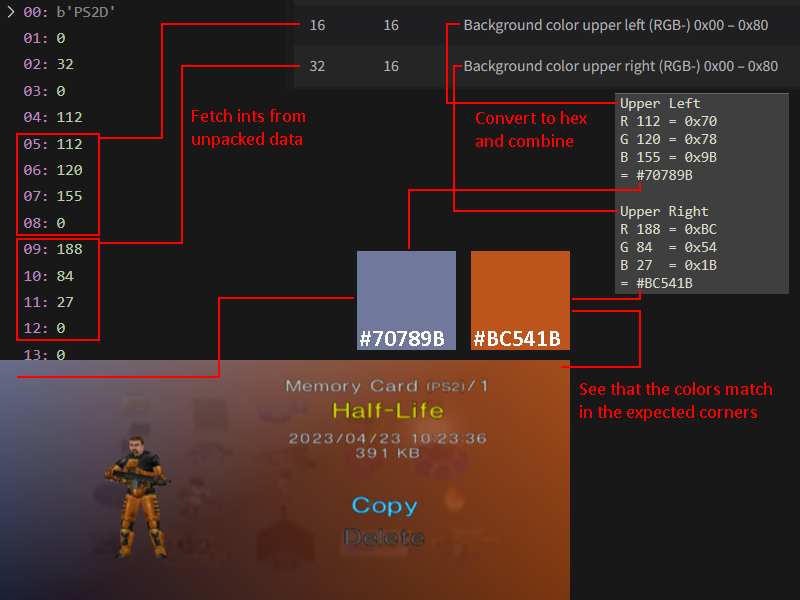 00: b'PS2D'
01: 0
02: 32
03: 0
04: 112
05: 112
06: 120
07: 155
08: 0
09: 188
10: 84
11: 27
12: 0
13: 0
16 16 Background color upper left (RGB-) 0x00 – 0x80
32 16 Background color upper right (RGB-) 0x00 – 0x80
Fetch ints from
unpacked data
Convert to hex
and combine
Upper Left
R 112 = 0x70
G 120 = 0x78
B 155 = 0x9B
= #70789B
Upper Right
R 188 = 0xBC
G 84 = 0x54
B 27 = 0x1B
= #BC541B
#70789B
#BC541B
See that the colors match
in the expected corners
Memory Card (PS2)/1
Half-Life
2023/04/23 10:23:36
391 KB
Copy
Delete